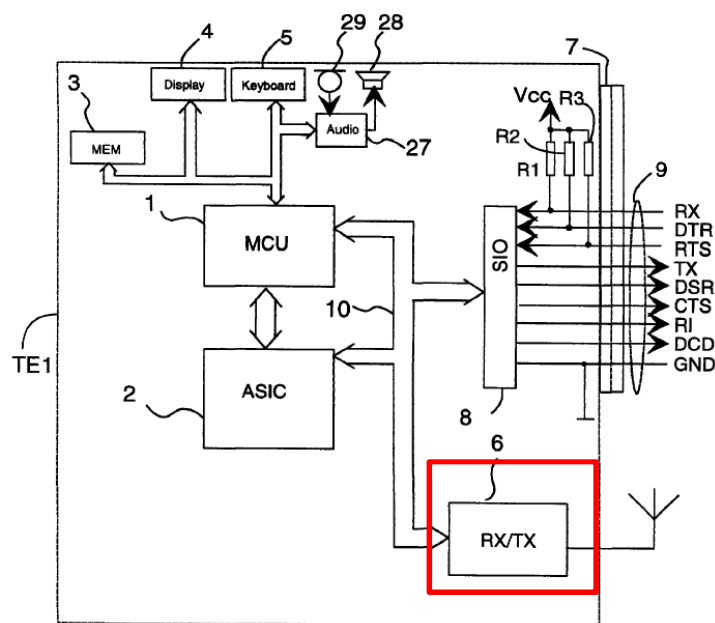 4 5 29 28 7
Display Keyboard
Vcc R3
3
R2
MEM Audio
27 R1 9
1 RX
MCU DTR
SIO RTS
TX
DSR
10 CTS
RI
DCD
TE1 ASIC GND
2 8
6
RX/TX